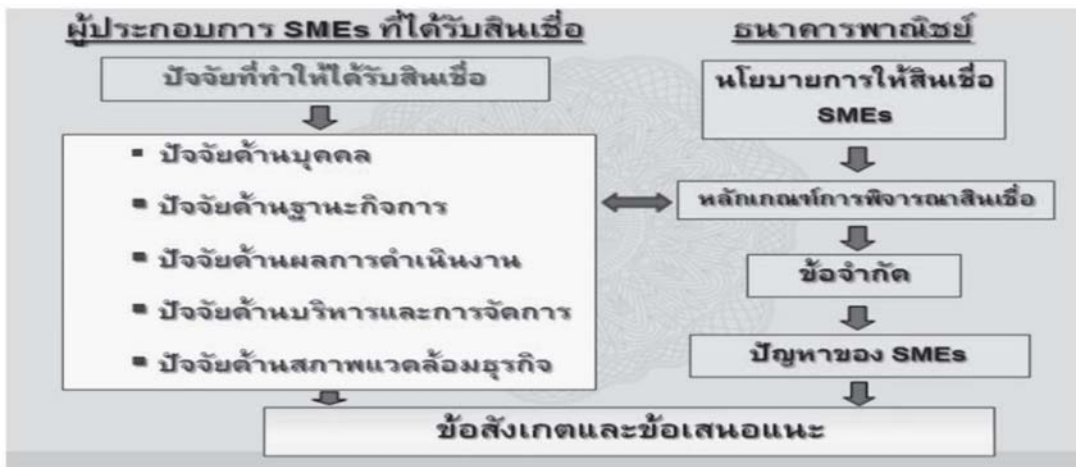 ผู้ประกอบการ SMEs ที่ได้รับสินเชื่อ
ปัจจัยที่ทำให้ได้รับสินเชื่อ
▪ ปัจจัยด้านบุคคล
▪ ปัจจัยด้านฐานะกิจการ
▪ ปัจจัยด้านผลการดำเนินงาน
▪ ปัจจัยด้านบริหารและการจัดการ
▪ ปัจจัยด้านสภาพแวดล้อมธุรกิจ
ธนาคารพาณิชย์
นโยบายการให้สินเชื่อ
SMEs
หลักเกณฑ์การพิจารณาสินเชื่อ
ข้อจำกัด
ปัญหาของ SMEs
ข้อสังเกตและข้อเสนอแนะ